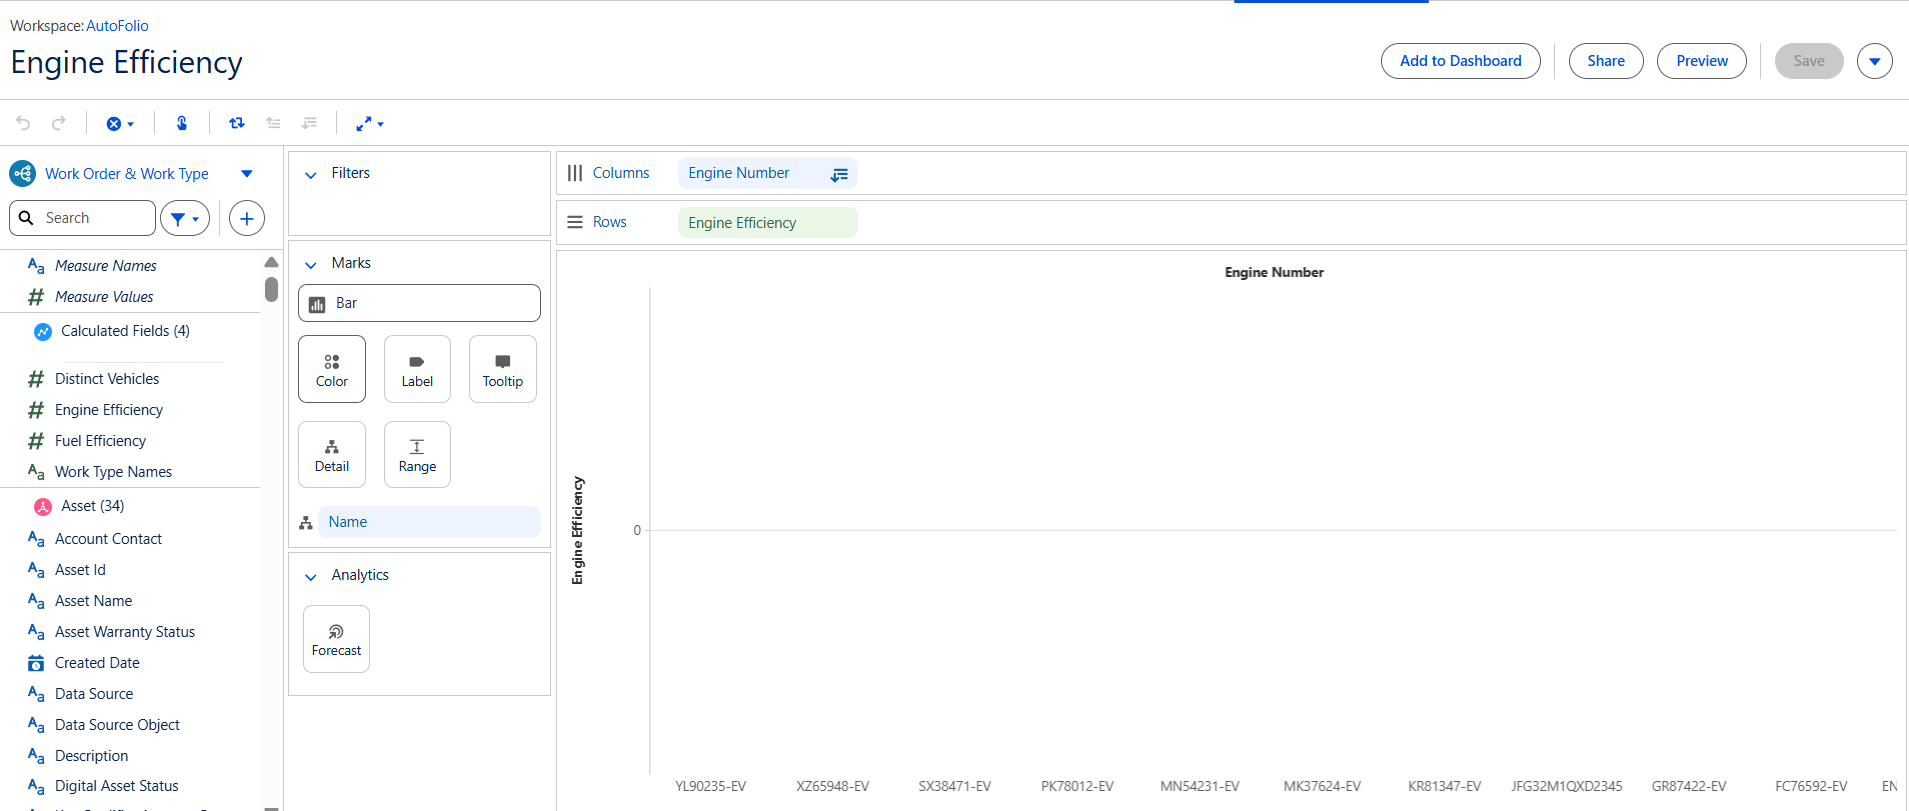 Workspace: AutoFolio
Engine Efficiency
Add to Dashboard
Share
Preview
Save
Work Order & Work Type
Search
Measure Names
Measure Values
Calculated Fields (4)
Distinct Vehicles
Engine Efficiency
Fuel Efficiency
Work Type Names
Asset (34)
Account Contact
Asset Id
Asset Name
Asset Warranty Status
Created Date
Data Source
Data Source Object
Description
Digital Asset Status
Filters
Marks
Bar
Color
Label
Tooltip
Detail
Range
Name
Analytics
Forecast
Columns
Engine Number
Rows
Engine Efficiency
Engine Number
Engine Efficiency
0
YL90235-EV
XZ65948-EV
SX38471-EV
PK78012-EV
MN54231-EV
MK37624-EV
KR81347-EV
JFG32M1QXD2345
GR87422-EV
FC76592-EV
EN